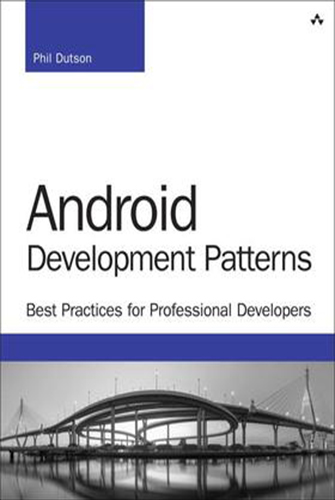 Phil Dutson
Android
Development Patterns
Best Practices for Professional Developers